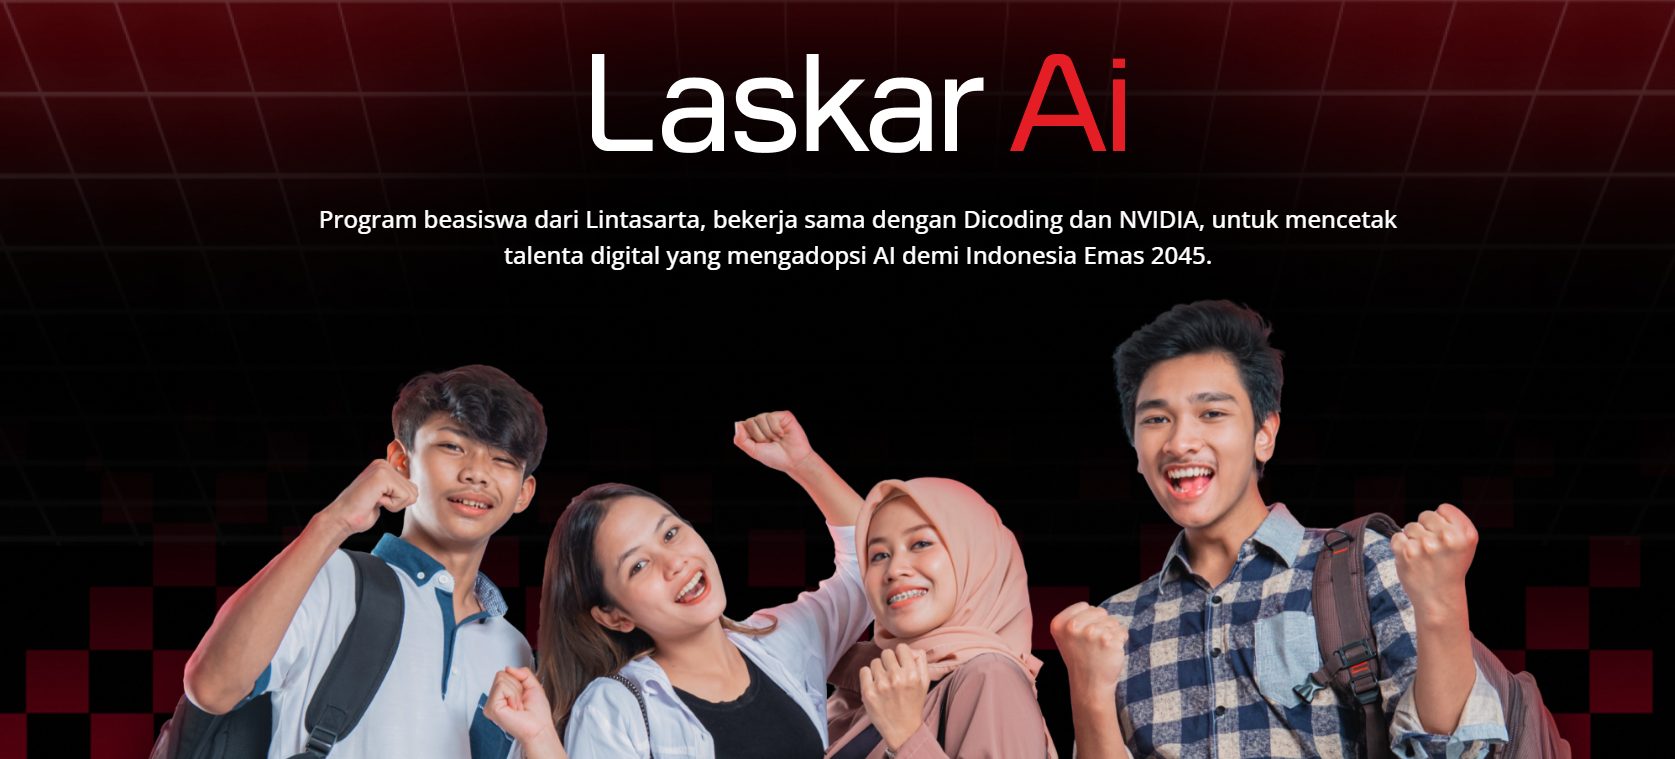 Laskar Ai
Program beasiswa dari Lintasarta, bekerja sama dengan Dicoding dan NVIDIA, untuk mencetak
talenta digital yang mengadopsi AI demi Indonesia Emas 2045.